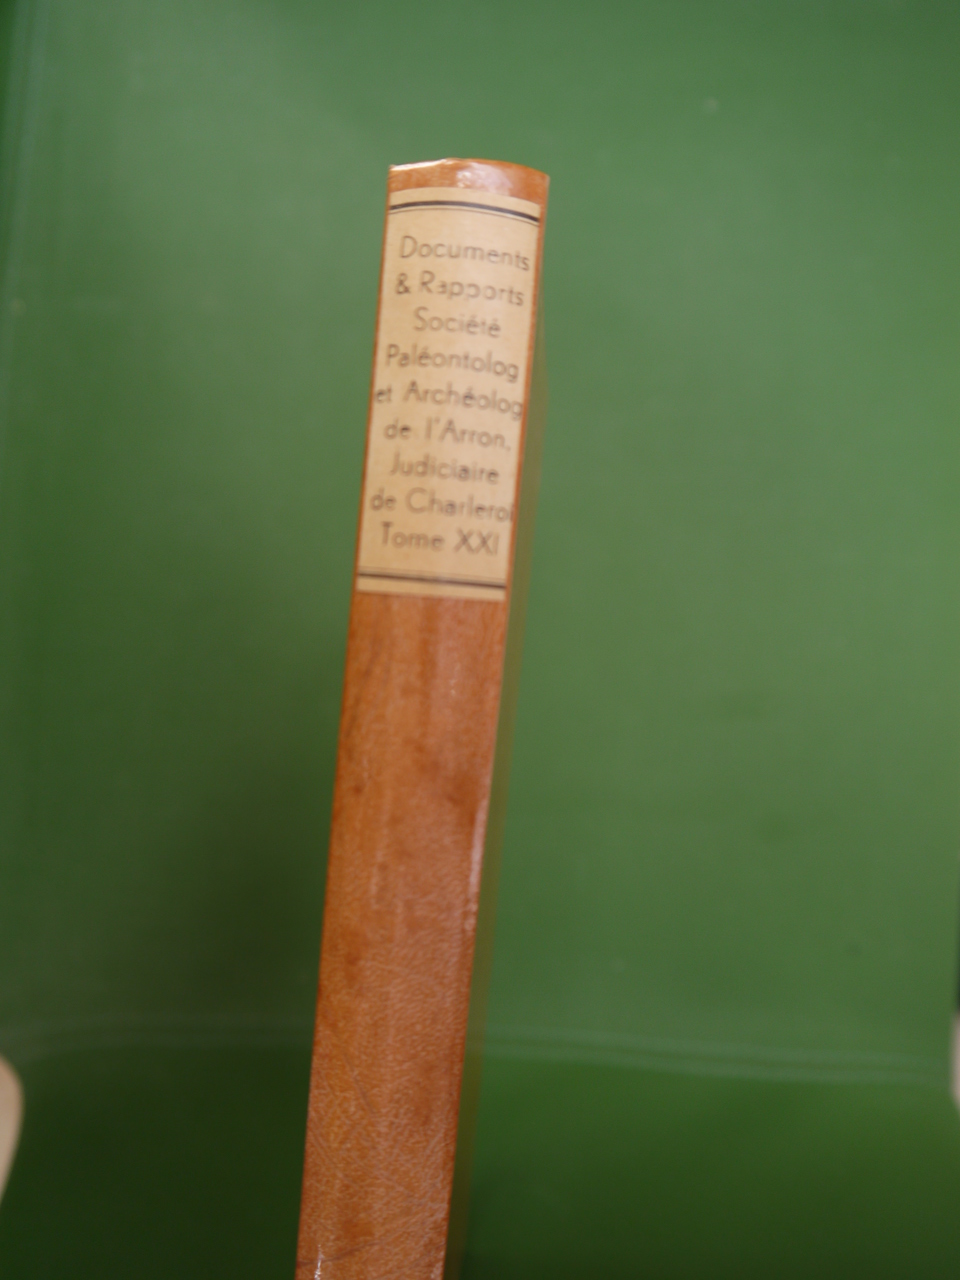 Documents
& Rapports
Société
Paléontolog
et Archéolog
de l'Arron.
Judiciaire
de Charleroi
Tome XXI